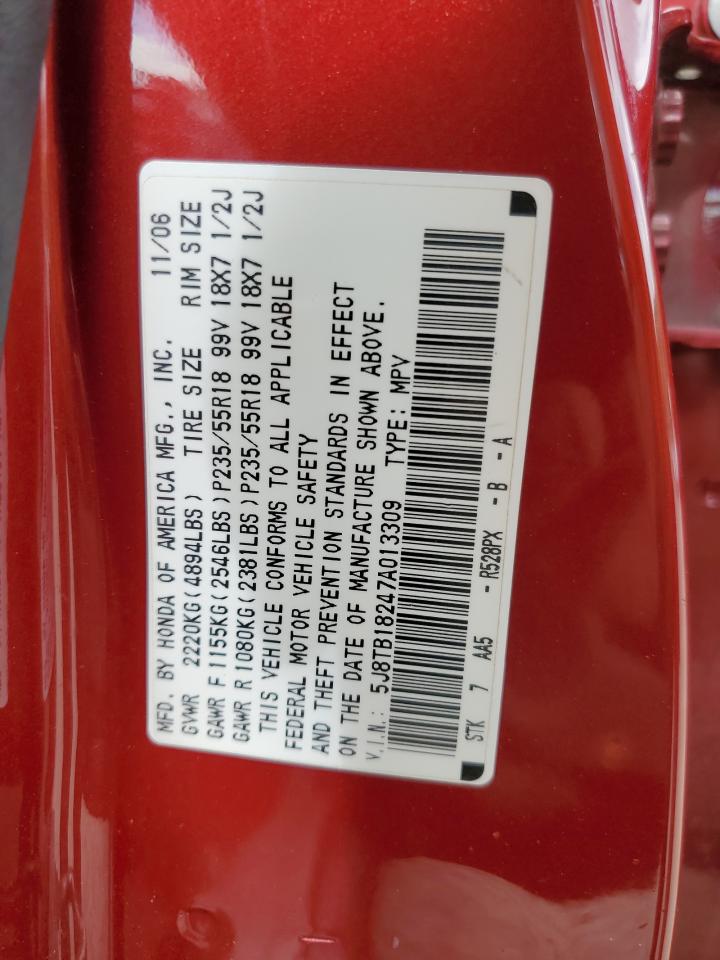 MFD. BY HONDA OF AMERICA MFG., INC. 11/06
GVWR 2220KG(4894LBS) TIRE SIZE RIM SIZE
GAWR F 1155KG(2546LBS)P235/55R18 99V 18X7 1/2J
GAWR R 1080KG(2381LBS)P235/55R18 99V 18X7 1/2J
THIS VEHICLE CONFORMS TO ALL APPLICABLE
FEDERAL MOTOR VEHICLE SAFETY
AND THEFT PREVENTION STANDARDS IN EFFECT
ON THE DATE OF MANUFACTURE SHOWN ABOVE.
V.I.N.: 5J8TB18247A013309 TYPE: MPV
STK 7 AA5 - R528PX - B - A